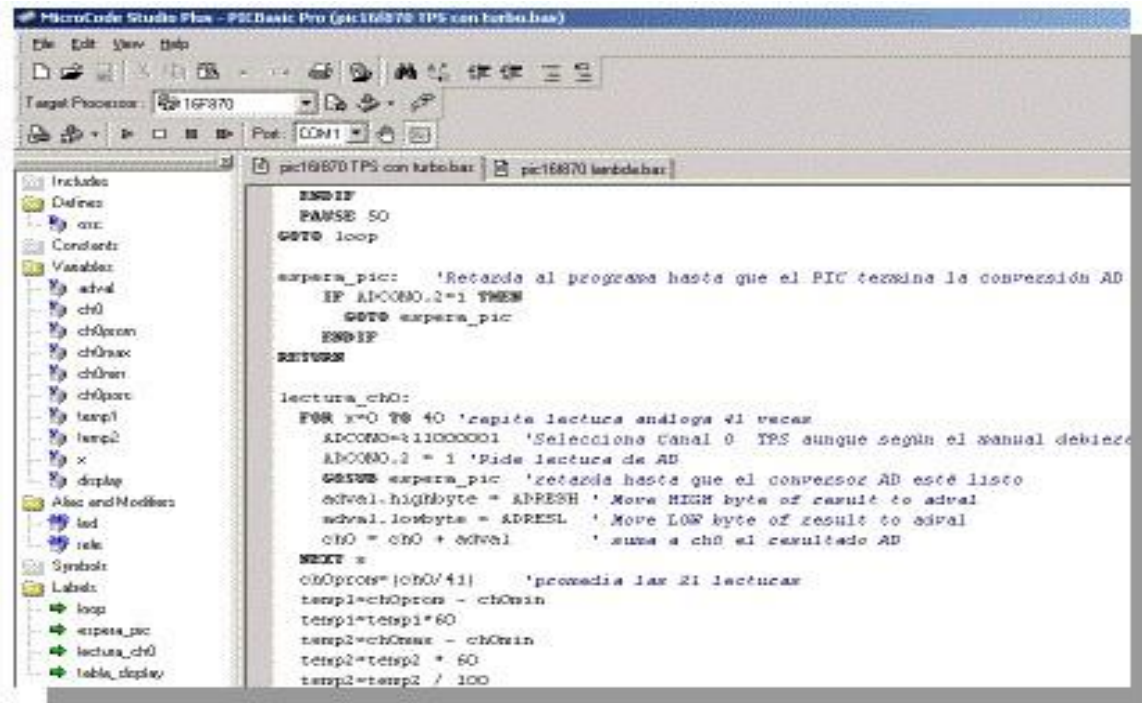 MicroCode Studio Plus - PICBasic Pro (pic16f870 TPS con turbo.bas)
File Edit View Help
Target Processor: 16F870
Port: COM1
pic16f870 TPS con turbo.bas pic16f870 lambda.bas
Includes
Defines
osc
Constants
Variables
adval
ch0
ch0prom
ch0max
ch0min
ch0porc
temp1
temp2
x
display
Alias and Modifiers
led
rele
Symbols
Labels
loop
espera_pic
lectura_ch0
tabla_display
ENDIF
PAUSE 50
GOTO loop
espera_pic: 'Retarda al programa hasta que el PIC termina la conversión AD
IF ADCON0.2=1 THEN
GOTO espera_pic
ENDIF
RETURN
lectura_ch0:
FOR x=0 TO 40 'repite lectura análoga 41 veces
ADCON0=%11000001 'Selecciona Canal 0 TPS aunque según el manual debiera
ADCON0.2 = 1 'Pide lectura de AD
GOSUB espera_pic 'retarda hasta que el conversor AD esté listo
adval.highbyte = ADRESH ' Move HIGH byte of result to adval
adval.lowbyte = ADRESL ' Move LOW byte of result to adval
ch0 = ch0 + adval ' suma a ch0 el resultado AD
NEXT x
ch0prom=(ch0/41) 'promedia las 21 lecturas
temp1=ch0prom - ch0min
temp1=temp1*60
temp2=ch0max - ch0min
temp2=temp2 * 60
temp2=temp2 / 100